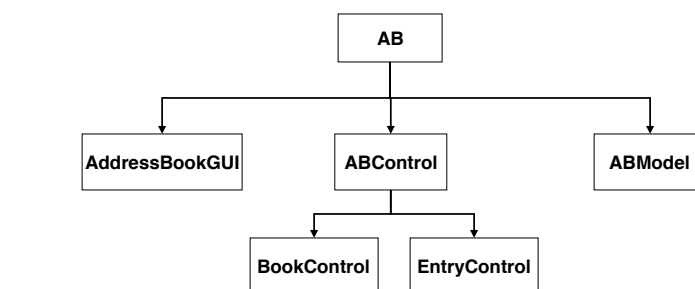 AB
AddressBookGUI
ABControl
ABModel
BookControl
EntryControl